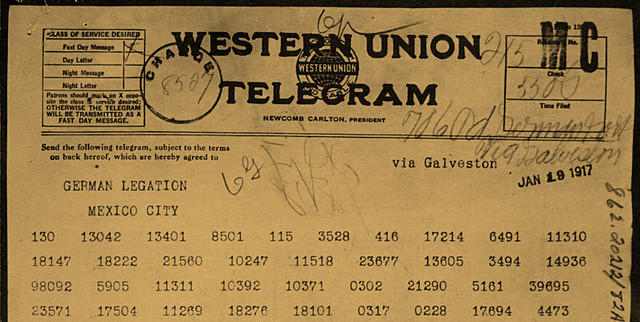 CLASS OF SERVICE DESIRED
Fast Day Message
Day Letter
Night Message
Night Letter
Patrons should mark an X oppo-
site the class of service desired;
OTHERWISE THE TELEGRAM
WILL BE TRANSMITTED AS A
FAST DAY MESSAGE.
CHARGE
WESTERN UNION
WESTERN UNION
TELEGRAM
NEWCOMB CARLTON, PRESIDENT
Receiver's No.
M C
Check
Time Filed
Send the following telegram, subject to the terms
on back hereof, which are hereby agreed to
via Galveston
JAN 19 1917
GERMAN LEGATION
MEXICO CITY
130 13042 13401 8501 115 3528 416 17214 6491 11310
18147 18222 21560 10247 11518 23677 13605 3494 14936
98092 5905 11311 10392 10371 0302 21290 5161 39695
23571 17504 11269 18276 18101 0317 0228 17694 4473